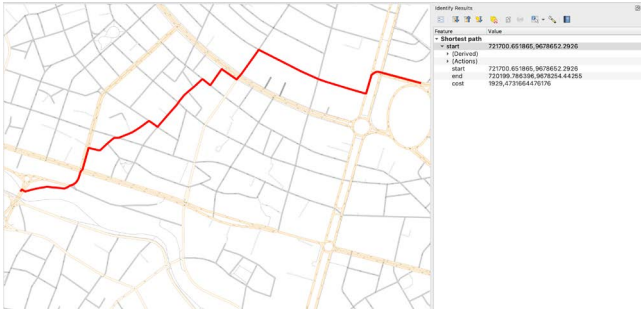 Identify Results
Feature Value
Shortest path
start 721700.651865,9678652.2926
(Derived)
(Actions)
start 721700.651865,9678652.2926
end 720199.786396,9678254.44255
cost 1929,4731664476176